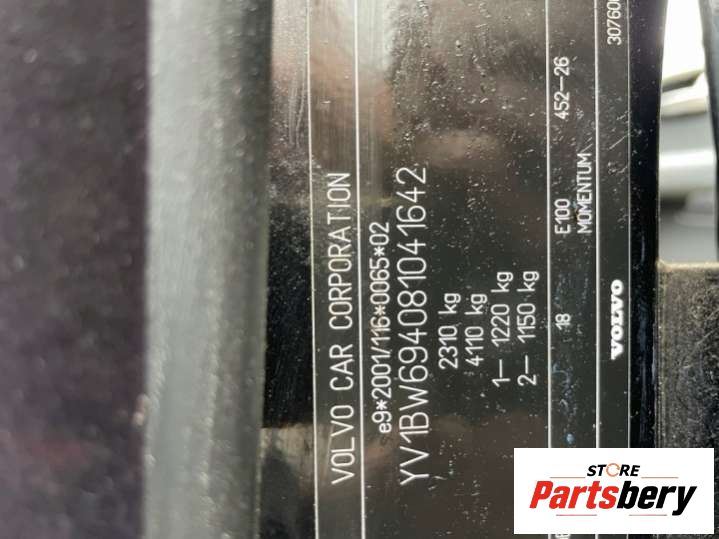 VOLVO CAR CORPORATION
e9*2001/116*0065*02
YV1BW694081041642
2310 kg
4110 kg
1— 1220 kg
2— 1150 kg
18 E100 452—26
MOMENTUM
VOLVO 30760
STORE
Partsbery